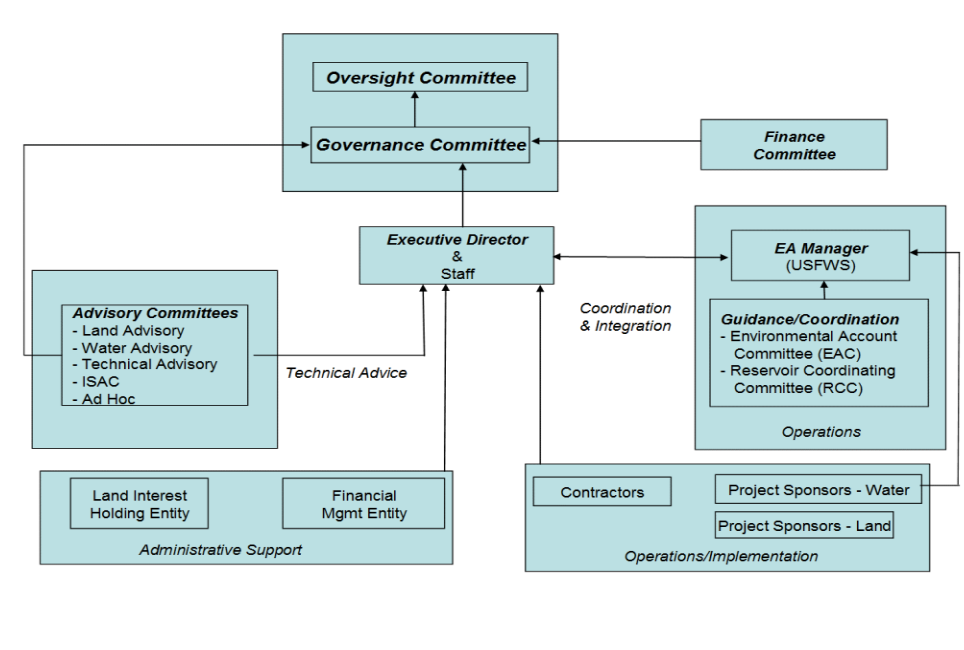 Oversight Committee
Governance Committee
Finance
Committee
Executive Director
&
Staff
EA Manager
(USFWS)
Coordination
& Integration
Guidance/Coordination
- Environmental Account
Committee (EAC)
- Reservoir Coordinating
Committee (RCC)
Operations
Advisory Committees
- Land Advisory
- Water Advisory
- Technical Advisory
- ISAC
- Ad Hoc
Technical Advice
Land Interest
Holding Entity
Financial
Mgmt Entity
Administrative Support
Contractors
Project Sponsors - Water
Project Sponsors - Land
Operations/Implementation